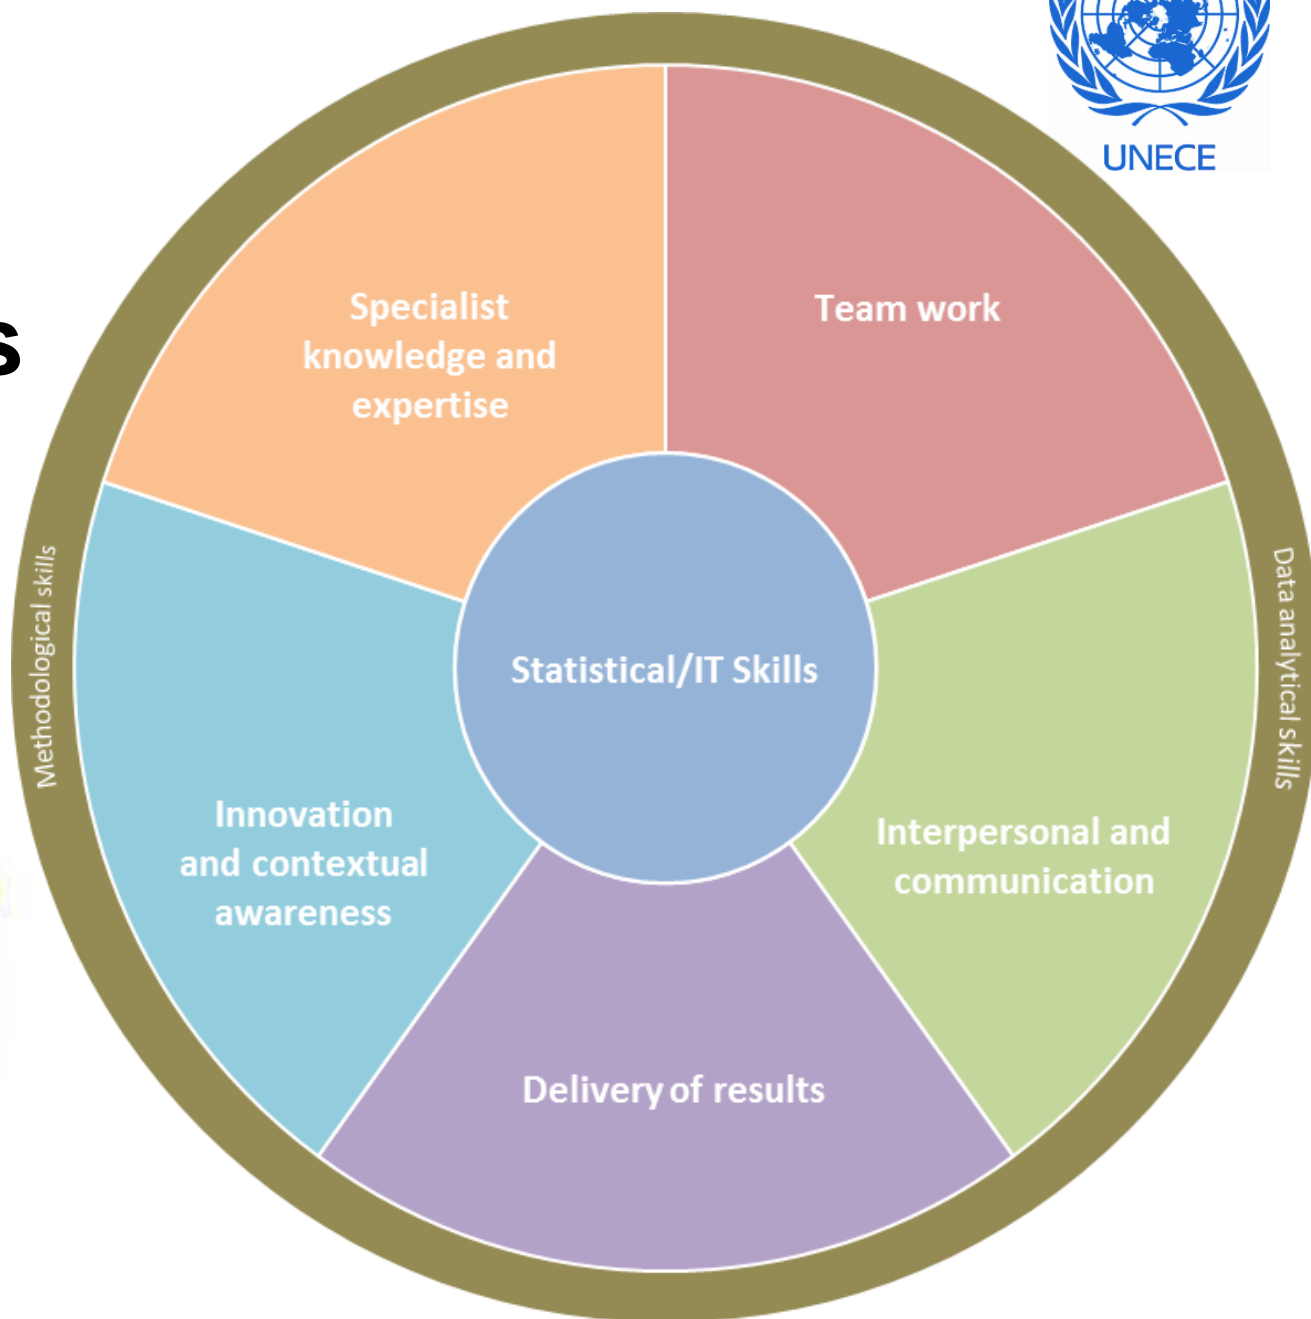 UNECE
s
Specialist
knowledge and
expertise
Team work
Statistical/IT Skills
Methodological skills
Data analytical skills
Innovation
and contextual
awareness
Interpersonal and
communication
Delivery of results